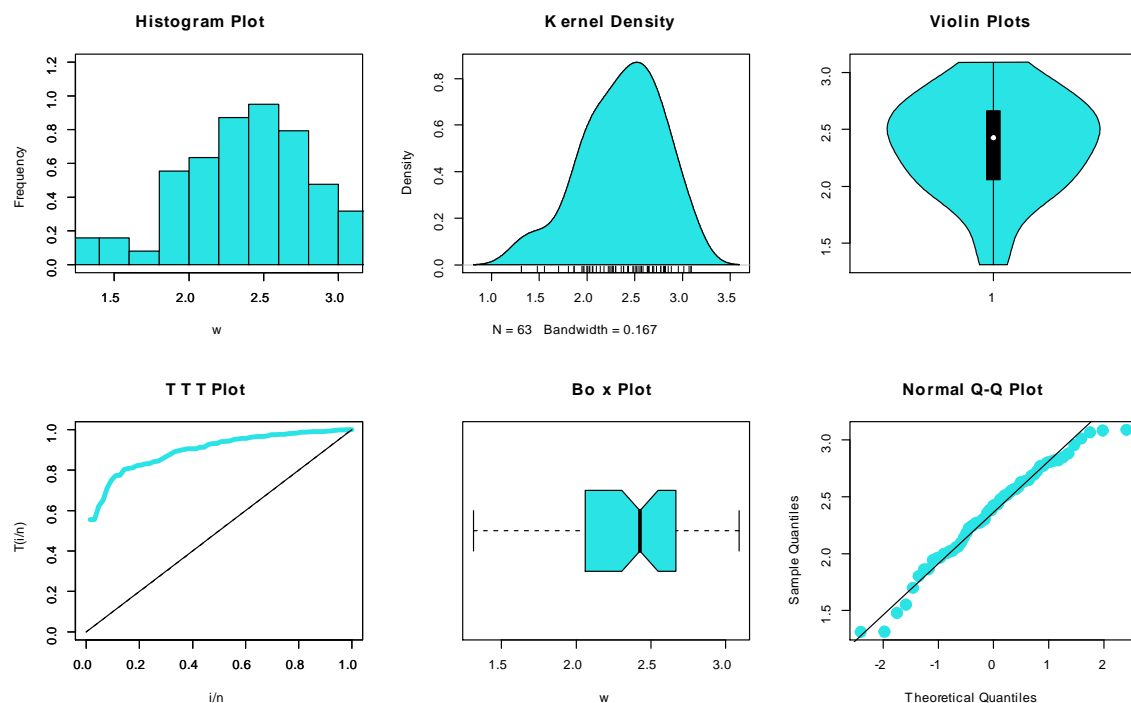 Histogram Plot
Frequency
0.0 0.2 0.4 0.6 0.8 1.0 1.2
1.5 2.0 2.5 3.0
w
K ernel Density
Density
0.0 0.2 0.4 0.6 0.8
1.0 1.5 2.0 2.5 3.0 3.5
N = 63 Bandwidth = 0.167
Violin Plots
1.5 2.0 2.5 3.0
1
T T T Plot
T(i/n)
0.0 0.2 0.4 0.6 0.8 1.0
0.0 0.2 0.4 0.6 0.8 1.0
i/n
Bo x Plot
1.5 2.0 2.5 3.0
w
Normal Q-Q Plot
Sample Quantiles
1.5 2.0 2.5 3.0
-2 -1 0 1 2
Theoretical Quantiles